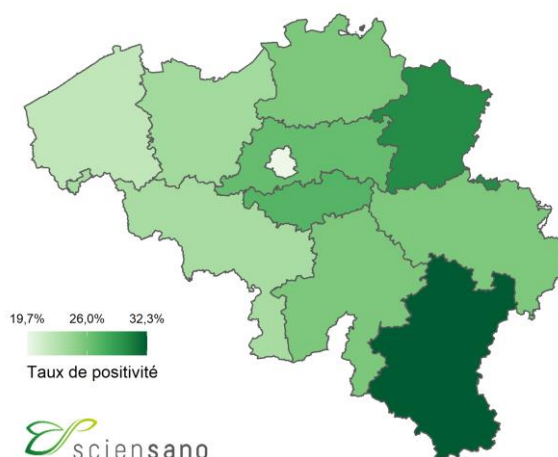 19,7% 26,0% 32,3%
Taux de positivité
sciensano